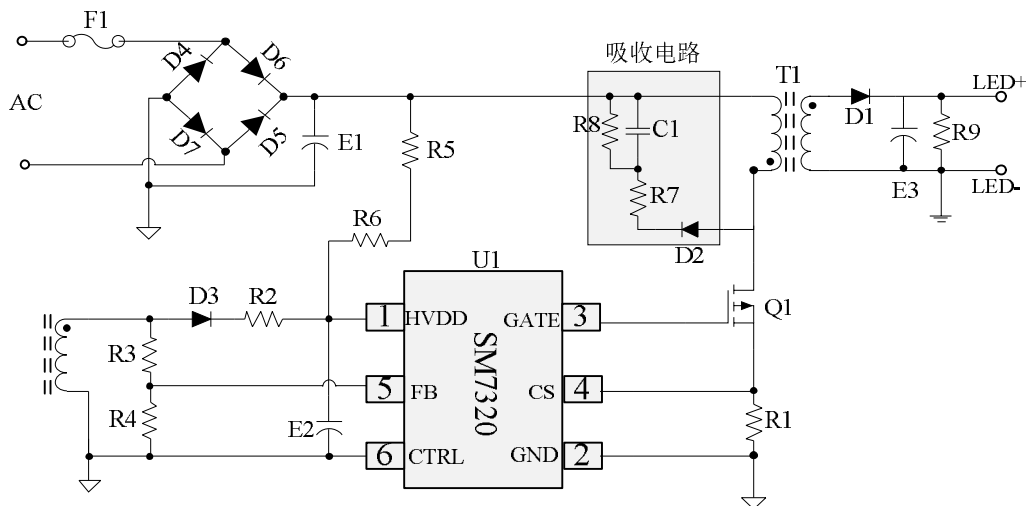 F1
D4
D6
吸收电路
T1
LED+
AC
R8
C1
D1
R9
D7
D5
E1
R5
E3
LED-
R7
R6
D2
U1
D3
R2
1
HVDD
GATE
3
Q1
SM7320
R3
5
FB
CS
4
R4
E2
R1
6
CTRL
GND
2